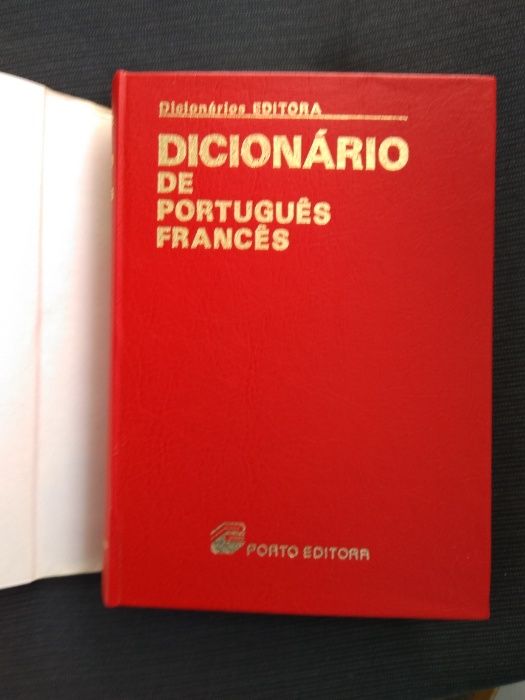 Dicionários EDITORA
DICIONÁRIO
DE
PORTUGUÊS
FRANCÊS
PORTO EDITORA